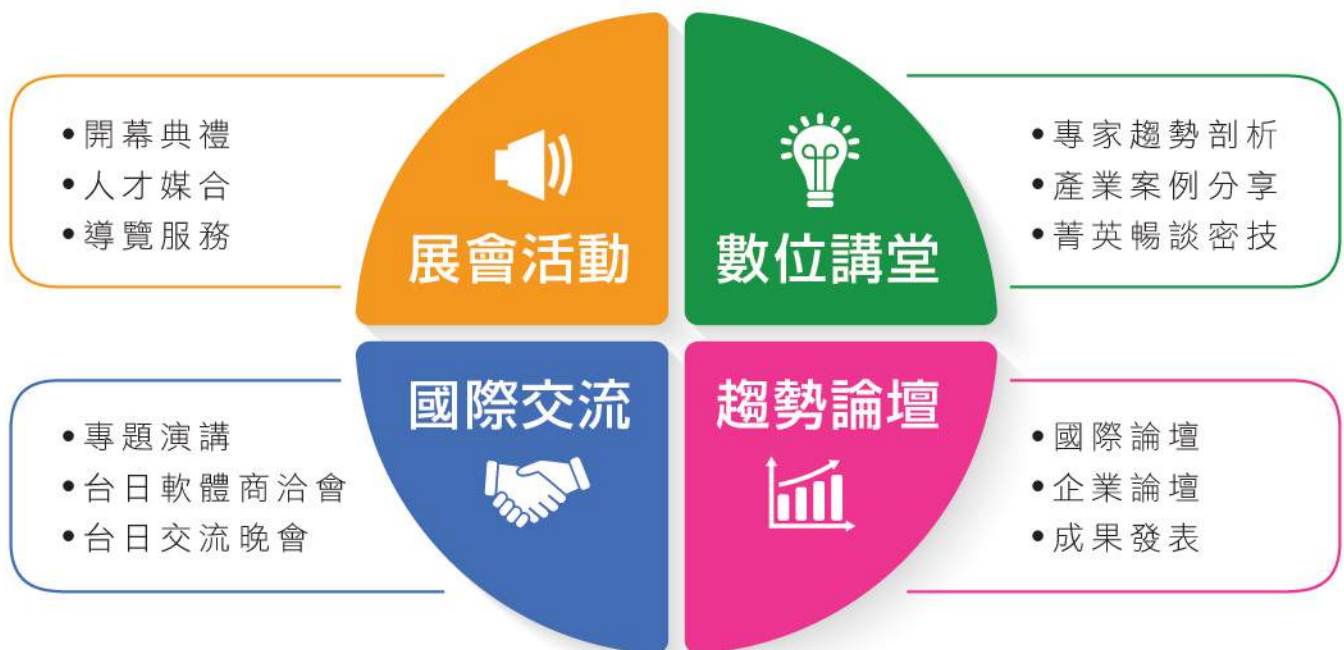 展會活動
•開幕典禮
•人才媒合
•導覽服務
數位講堂
•專家趨勢剖析
•產業案例分享
•菁英暢談密技
國際交流
•專題演講
•台日軟體商洽會
•台日交流晚會
趨勢論壇
•國際論壇
•企業論壇
•成果發表